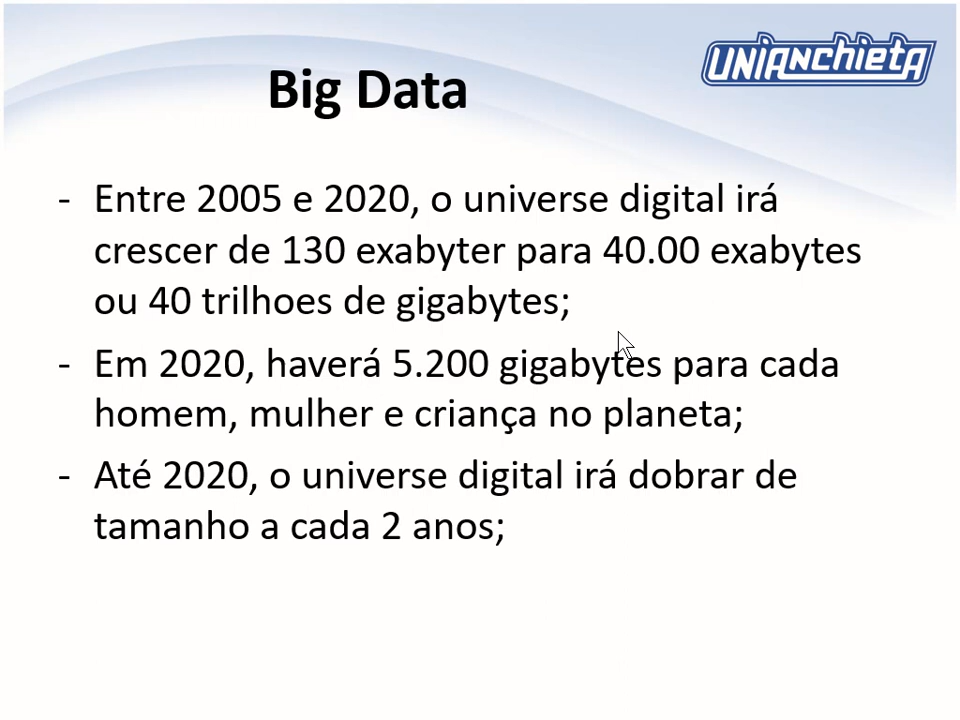 UNIANCHIETA
Big Data
- Entre 2005 e 2020, o universe digital irá
crescer de 130 exabyter para 40.00 exabytes
ou 40 trilhoes de gigabytes;
- Em 2020, haverá 5.200 gigabytes para cada
homem, mulher e criança no planeta;
- Até 2020, o universe digital irá dobrar de
tamanho a cada 2 anos;